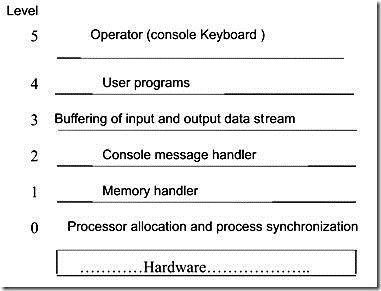 Level
5 Operator (console Keyboard )
4 User programs
3 Buffering of input and output data stream
2 Console message handler
1 Memory handler
0 Processor allocation and process synchronization
…………Hardware………………..